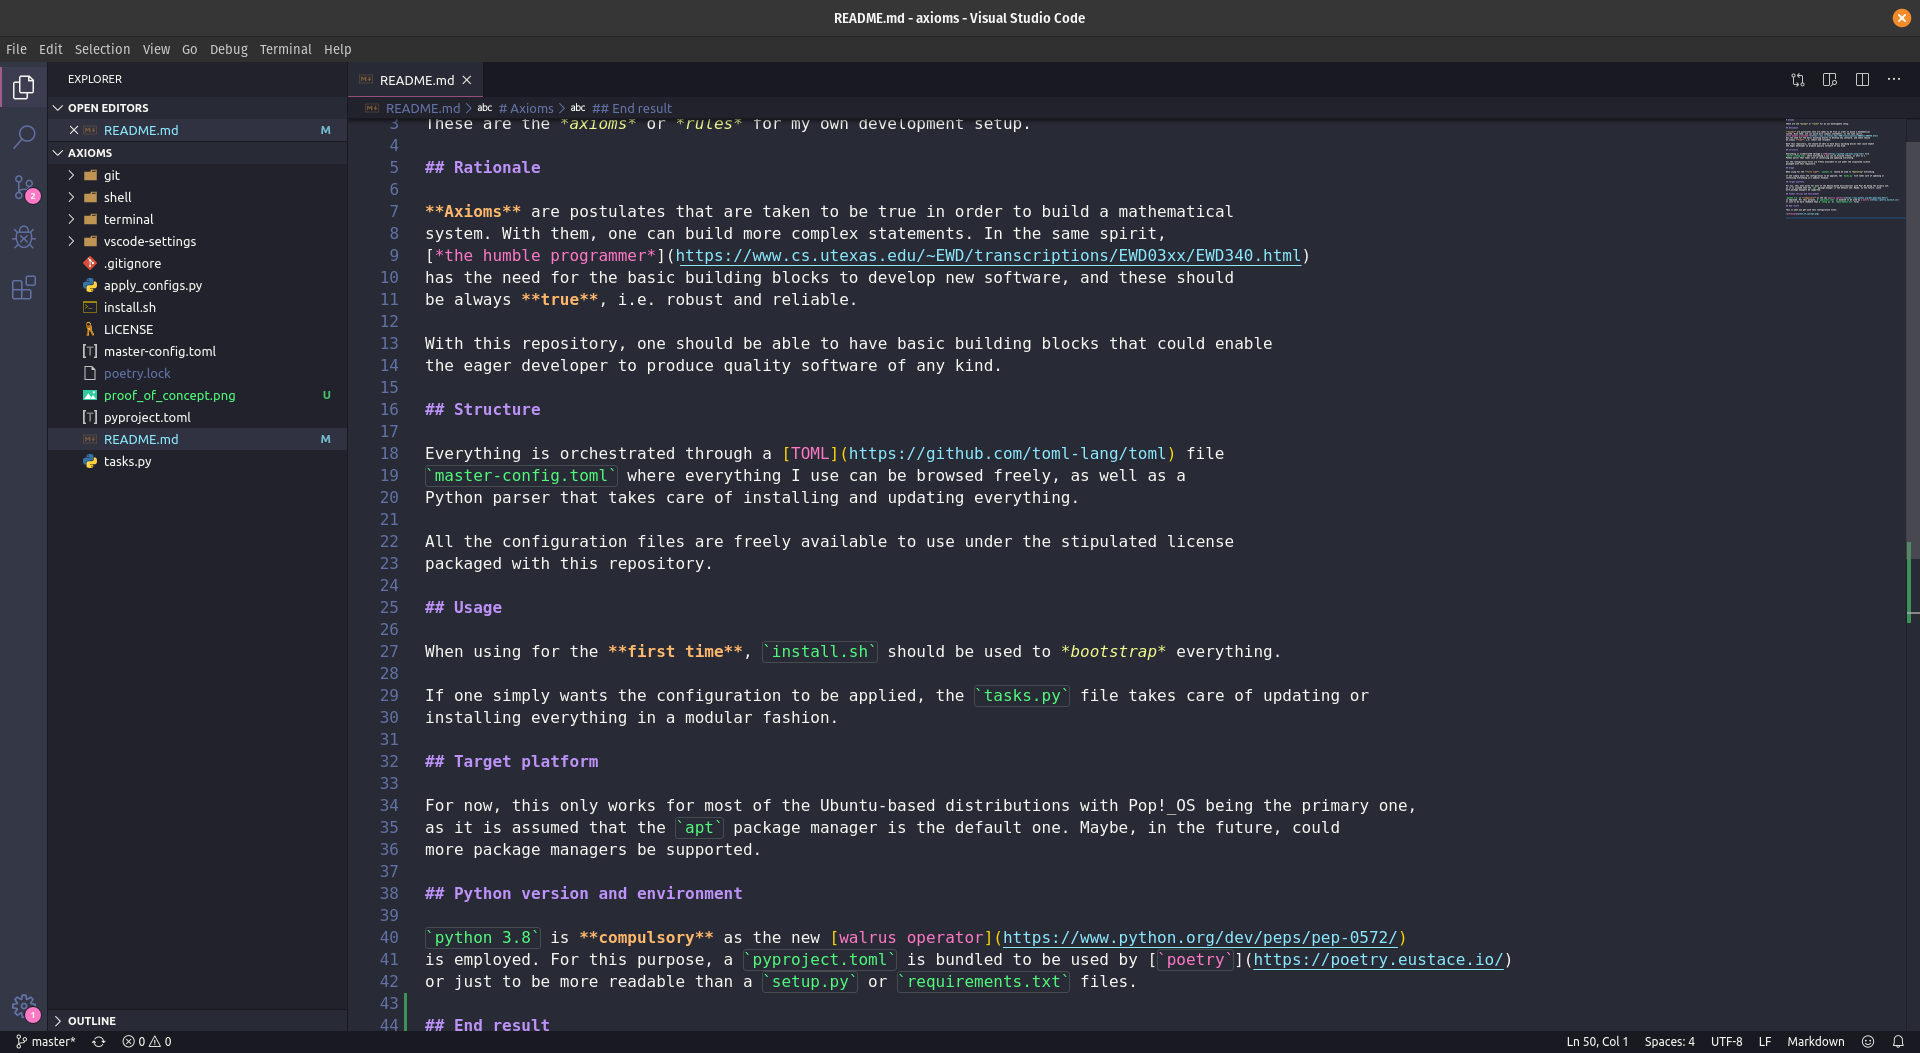 README.md - axioms - Visual Studio Code
File Edit Selection View Go Debug Terminal Help
EXPLORER
OPEN EDITORS
README.md M
AXIOMS
git
shell
terminal
vscode-settings
.gitignore
apply_configs.py
install.sh
LICENSE
master-config.toml
poetry.lock
proof_of_concept.png U
pyproject.toml
README.md M
tasks.py
OUTLINE
2
1
README.md
README.md > abc # Axioms > abc ## End result
3 These are the *axioms* or *rules* for my own development setup.
4
5 ## Rationale
6
7 **Axioms** are postulates that are taken to be true in order to build a mathematical
8 system. With them, one can build more complex statements. In the same spirit,
9 [*the humble programmer*](https://www.cs.utexas.edu/~EWD/transcriptions/EWD03xx/EWD340.html)
10 has the need for the basic building blocks to develop new software, and these should
11 be always **true**, i.e. robust and reliable.
12
13 With this repository, one should be able to have basic building blocks that could enable
14 the eager developer to produce quality software of any kind.
15
16 ## Structure
17
18 Everything is orchestrated through a [TOML](https://github.com/toml-lang/toml) file
19 `master-config.toml` where everything I use can be browsed freely, as well as a
20 Python parser that takes care of installing and updating everything.
21
22 All the configuration files are freely available to use under the stipulated license
23 packaged with this repository.
24
25 ## Usage
26
27 When using for the **first time**, `install.sh` should be used to *bootstrap* everything.
28
29 If one simply wants the configuration to be applied, the `tasks.py` file takes care of updating or
30 installing everything in a modular fashion.
31
32 ## Target platform
33
34 For now, this only works for most of the Ubuntu-based distributions with Pop!_OS being the primary one,
35 as it is assumed that the `apt` package manager is the default one. Maybe, in the future, could
36 more package managers be supported.
37
38 ## Python version and environment
39
40 `python 3.8` is **compulsory** as the new [walrus operator](https://www.python.org/dev/peps/pep-0572/)
41 is employed. For this purpose, a `pyproject.toml` is bundled to be used by [`poetry`](https://poetry.eustace.io/)
42 or just to be more readable than a `setup.py` or `requirements.txt` files.
43
44 ## End result
master* 0 0 Ln 50, Col 1 Spaces: 4 UTF-8 LF Markdown